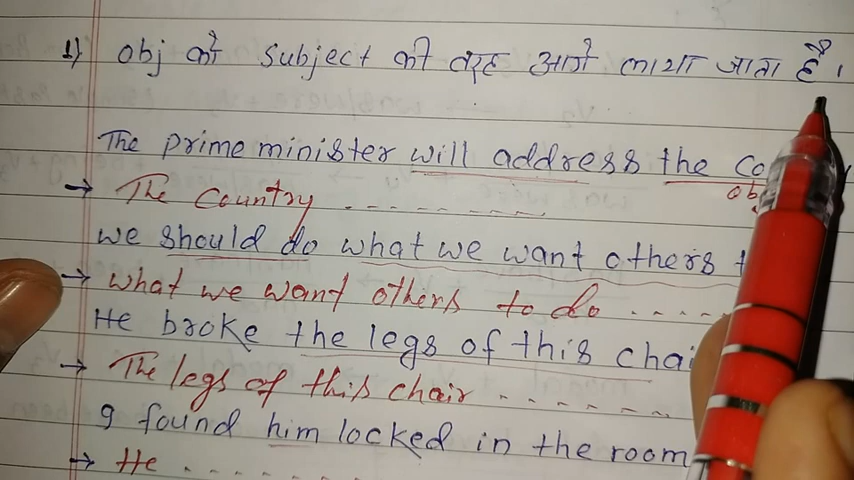 1) obj को subject की तरह आगे लाया जाता है।
The prime minister will address the co
ob
→ The country - - - - - - - - - -
we should do what we want others t
→ what we want others to do - - - - -
He broke the legs of this chai
→ The legs of this chair - - - - - - -
I found him locked in the room
→ He - - - - - - -